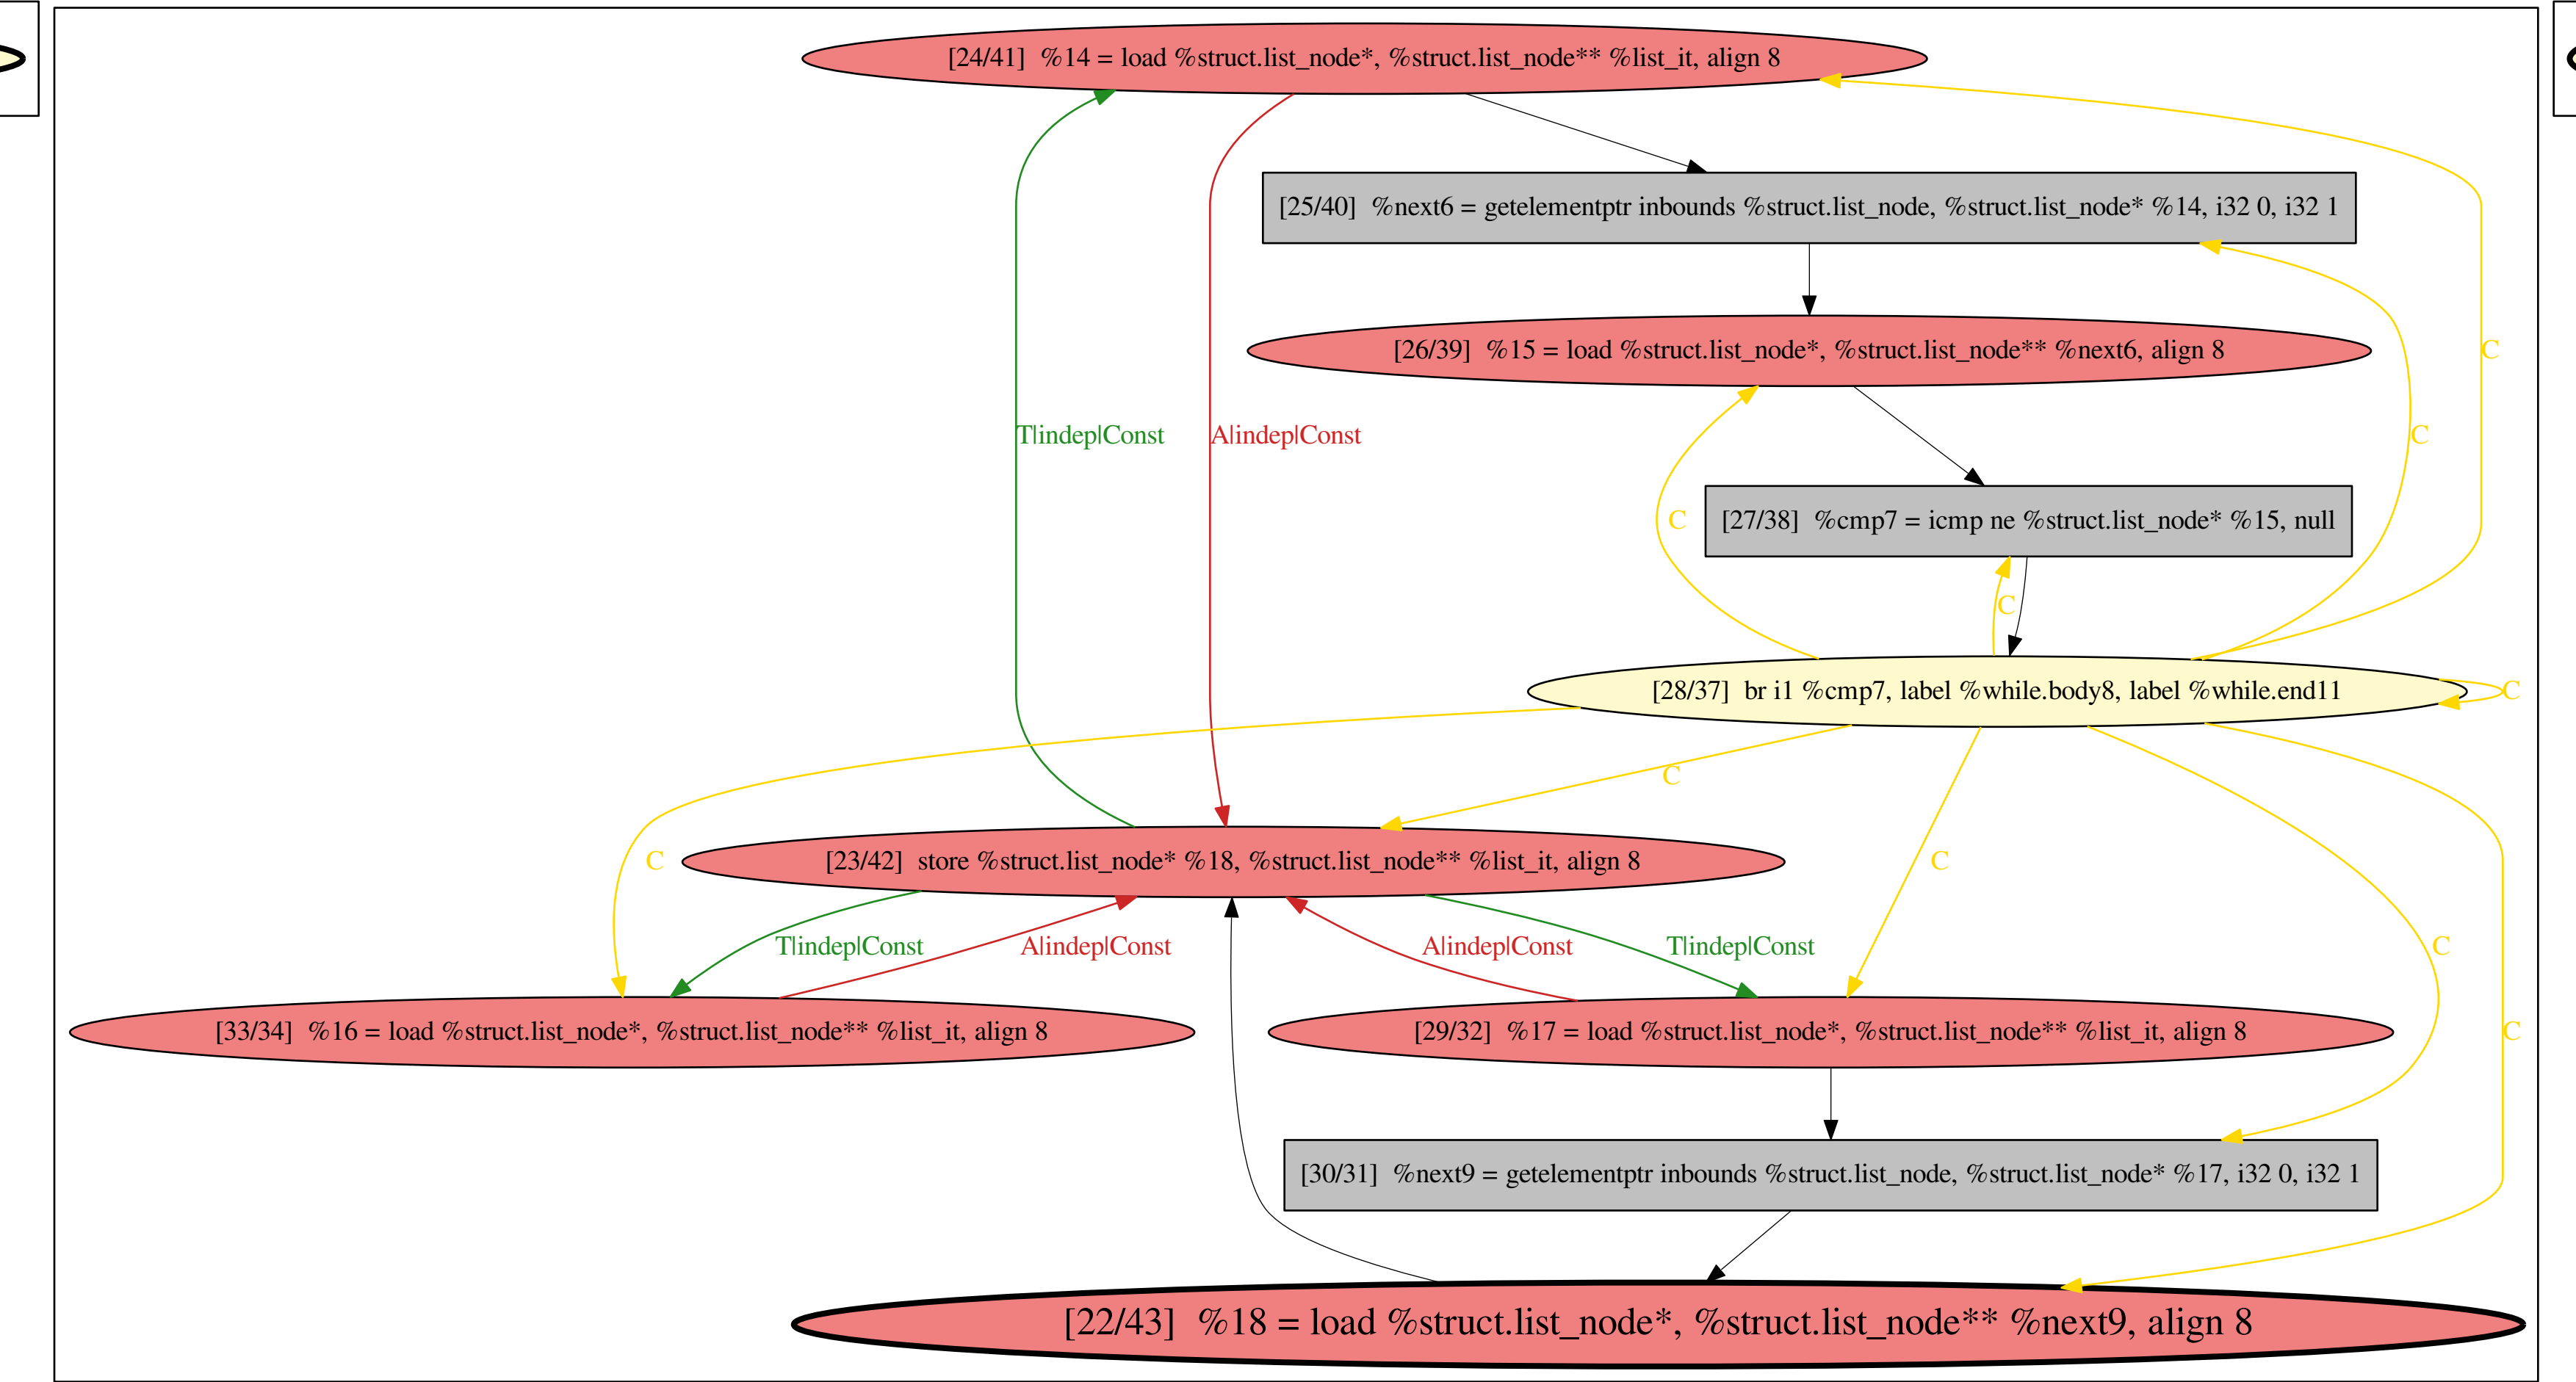 [24/41]  %14 = load %struct.list_node*, %struct.list_node** %list_it, align 8
[25/40]  %next6 = getelementptr inbounds %struct.list_node, %struct.list_node* %14, i32 0, i32 1
[26/39]  %15 = load %struct.list_node*, %struct.list_node** %next6, align 8
C
T|indep|Const
A|indep|Const
C
C
[27/38]  %cmp7 = icmp ne %struct.list_node* %15, null
C
[28/37]  br i1 %cmp7, label %while.body8, label %while.end11
C
C
C
[23/42]  store %struct.list_node* %18, %struct.list_node** %list_it, align 8
C
T|indep|Const
A|indep|Const
A|indep|Const
T|indep|Const
C
[33/34]  %16 = load %struct.list_node*, %struct.list_node** %list_it, align 8
[29/32]  %17 = load %struct.list_node*, %struct.list_node** %list_it, align 8
C
[30/31]  %next9 = getelementptr inbounds %struct.list_node, %struct.list_node* %17, i32 0, i32 1
[22/43]  %18 = load %struct.list_node*, %struct.list_node** %next9, align 8